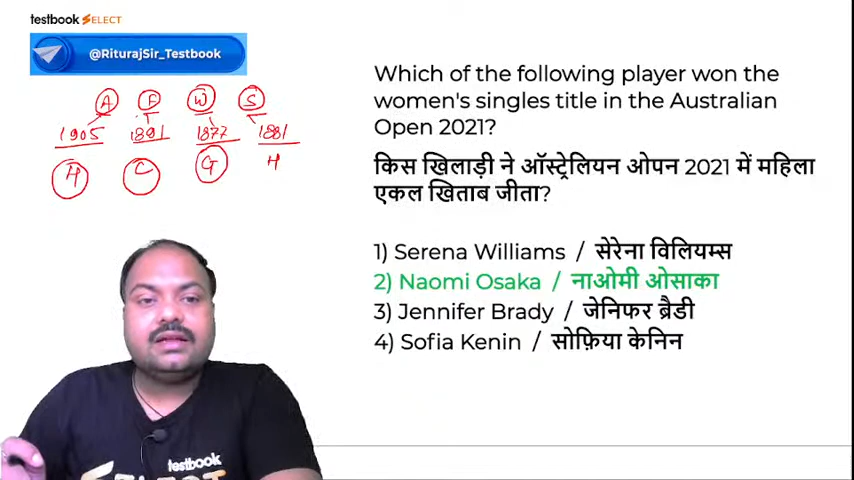 testbook SELECT
@RiturajSir_Testbook
A F W S
1905 1891 1877 1881
H C G H
Which of the following player won the
women's singles title in the Australian
Open 2021?
किस खिलाड़ी ने ऑस्ट्रेलियन ओपन 2021 में महिला
एकल खिताब जीता?
1) Serena Williams / सेरेना विलियम्स
2) Naomi Osaka / नाओमी ओसाका
3) Jennifer Brady / जेनिफर ब्रैडी
4) Sofia Kenin / सोफ़िया केनिन
testbook
SELECT